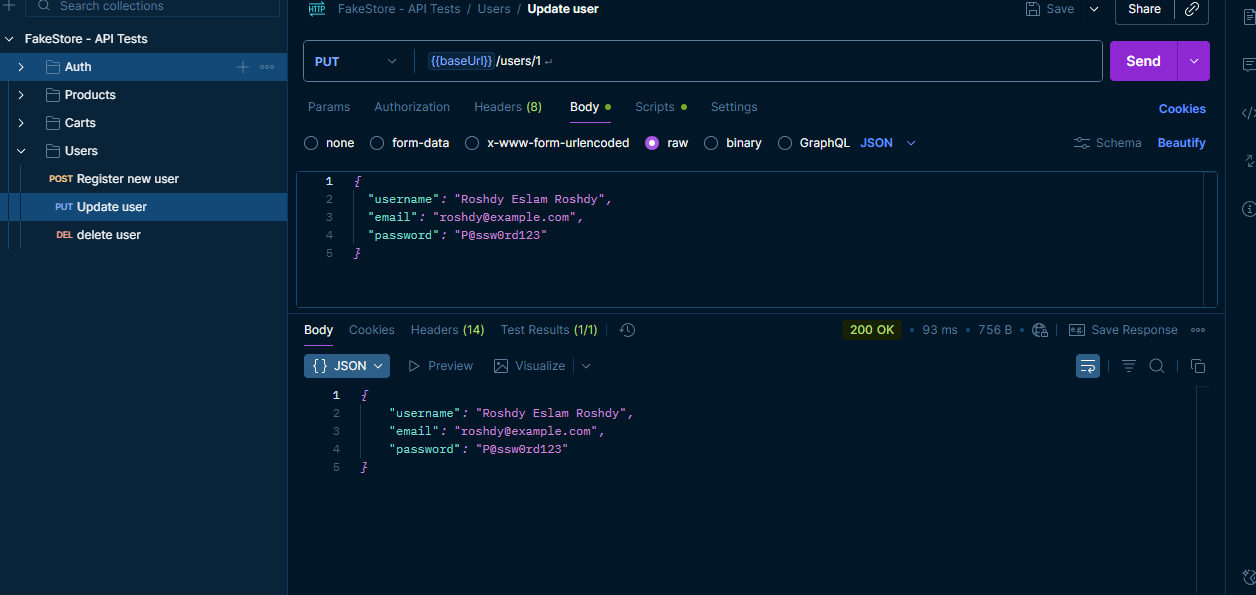 Search collections
FakeStore - API Tests
Auth
Products
Carts
Users
POST Register new user
PUT Update user
DEL delete user
HTTP FakeStore - API Tests / Users / Update user
Save
Share
PUT {{baseUrl}}/users/1
Send
Params Authorization Headers (8) Body Scripts Settings
Cookies
none form-data x-www-form-urlencoded raw binary GraphQL JSON
Schema Beautify
1 {
2 "username": "Roshdy Eslam Roshdy",
3 "email": "roshdy@example.com",
4 "password": "P@ssw0rd123"
5 }
Body Cookies Headers (14) Test Results (1/1)
200 OK • 93 ms • 756 B • e.g. Save Response
{} JSON Preview Visualize
1 {
2 "username": "Roshdy Eslam Roshdy",
3 "email": "roshdy@example.com",
4 "password": "P@ssw0rd123"
5 }